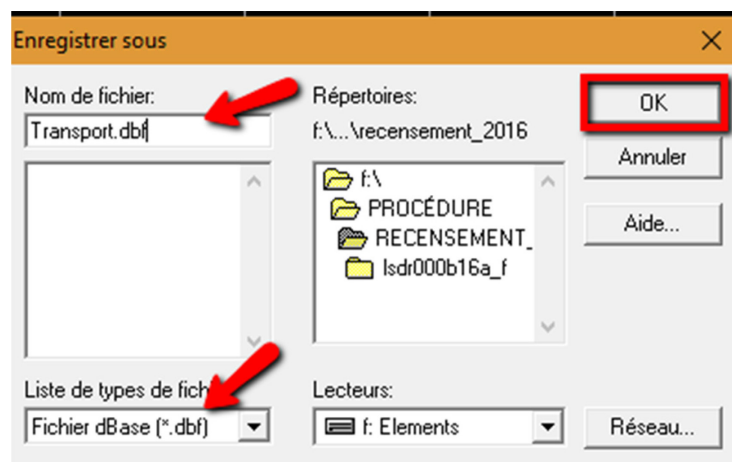 Enregistrer sous
Nom de fichier:
Transport.dbf
Répertoires:
f:\...\recensement_2016
f:\
PROCÉDURE
RECENSEMENT_
lsdr000b16a_f
OK
Annuler
Aide...
Liste de types de fich
Fichier dBase (*.dbf)
Lecteurs:
f: Elements
Réseau...